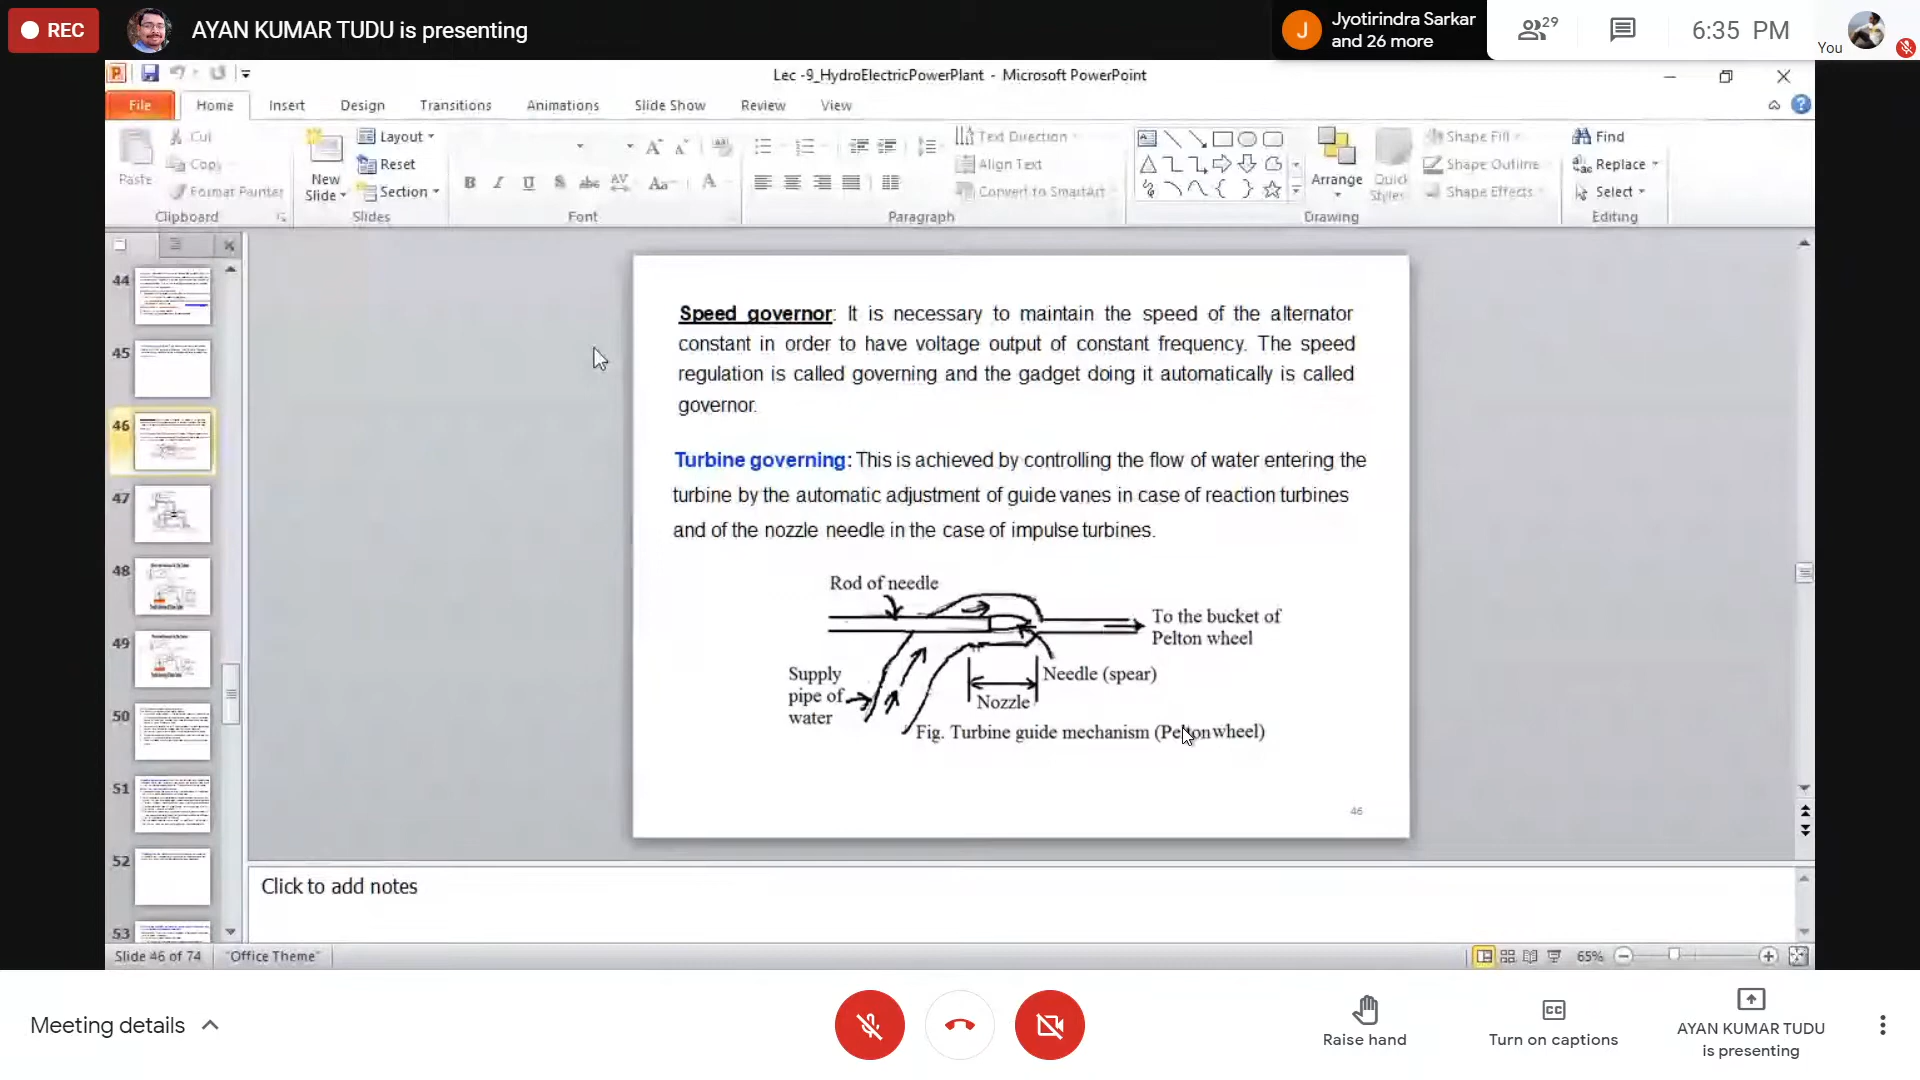 REC
AYAN KUMAR TUDU is presenting
J
Jyotirindra Sarkar
and 26 more
29
6:35 PM
You
Lec -9_HydroElectricPowerPlant - Microsoft PowerPoint
File
Home
Insert
Design
Transitions
Animations
Slide Show
Review
View
Paste
Cut
Copy
Format Painter
Clipboard
New
Slide
Layout
Reset
Section
Slides
Font
Text Direction
Align Text
Convert to SmartArt
Paragraph
Arrange
Quick
Styles
Shape Fill
Shape Outline
Shape Effects
Drawing
Find
Replace
Select
Editing
44
45
46
47
48
49
50
51
52
53
Speed governor: It is necessary to maintain the speed of the alternator
constant in order to have voltage output of constant frequency. The speed
regulation is called governing and the gadget doing it automatically is called
governor.
Turbine governing: This is achieved by controlling the flow of water entering the
turbine by the automatic adjustment of guide vanes in case of reaction turbines
and of the nozzle needle in the case of impulse turbines.
Rod of needle
To the bucket of
Pelton wheel
Supply
pipe of
water
Needle (spear)
Nozzle
Fig. Turbine guide mechanism (Pelton wheel)
46
Click to add notes
Slide 46 of 74
"Office Theme"
65%
Meeting details
Raise hand
Turn on captions
AYAN KUMAR TUDU
is presenting